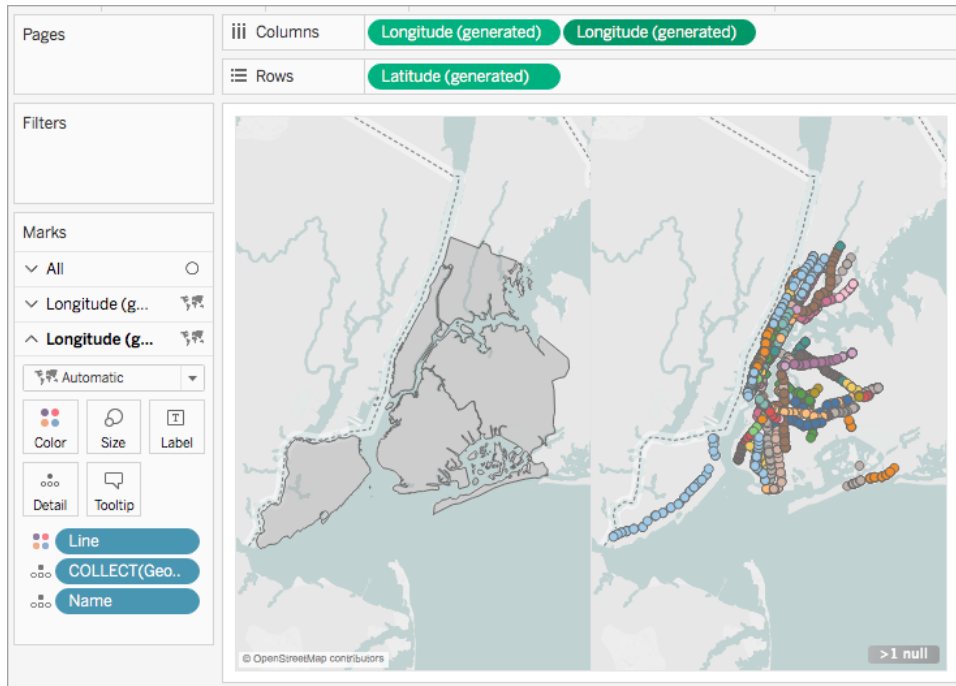 Pages
Columns
Longitude (generated)
Longitude (generated)
Rows
Latitude (generated)
Filters
Marks
All
Longitude (g...
Longitude (g...
Automatic
Color
Size
T
Label
Detail
Tooltip
Line
COLLECT(Geo..
Name
© OpenStreetMap contributors
>1 null